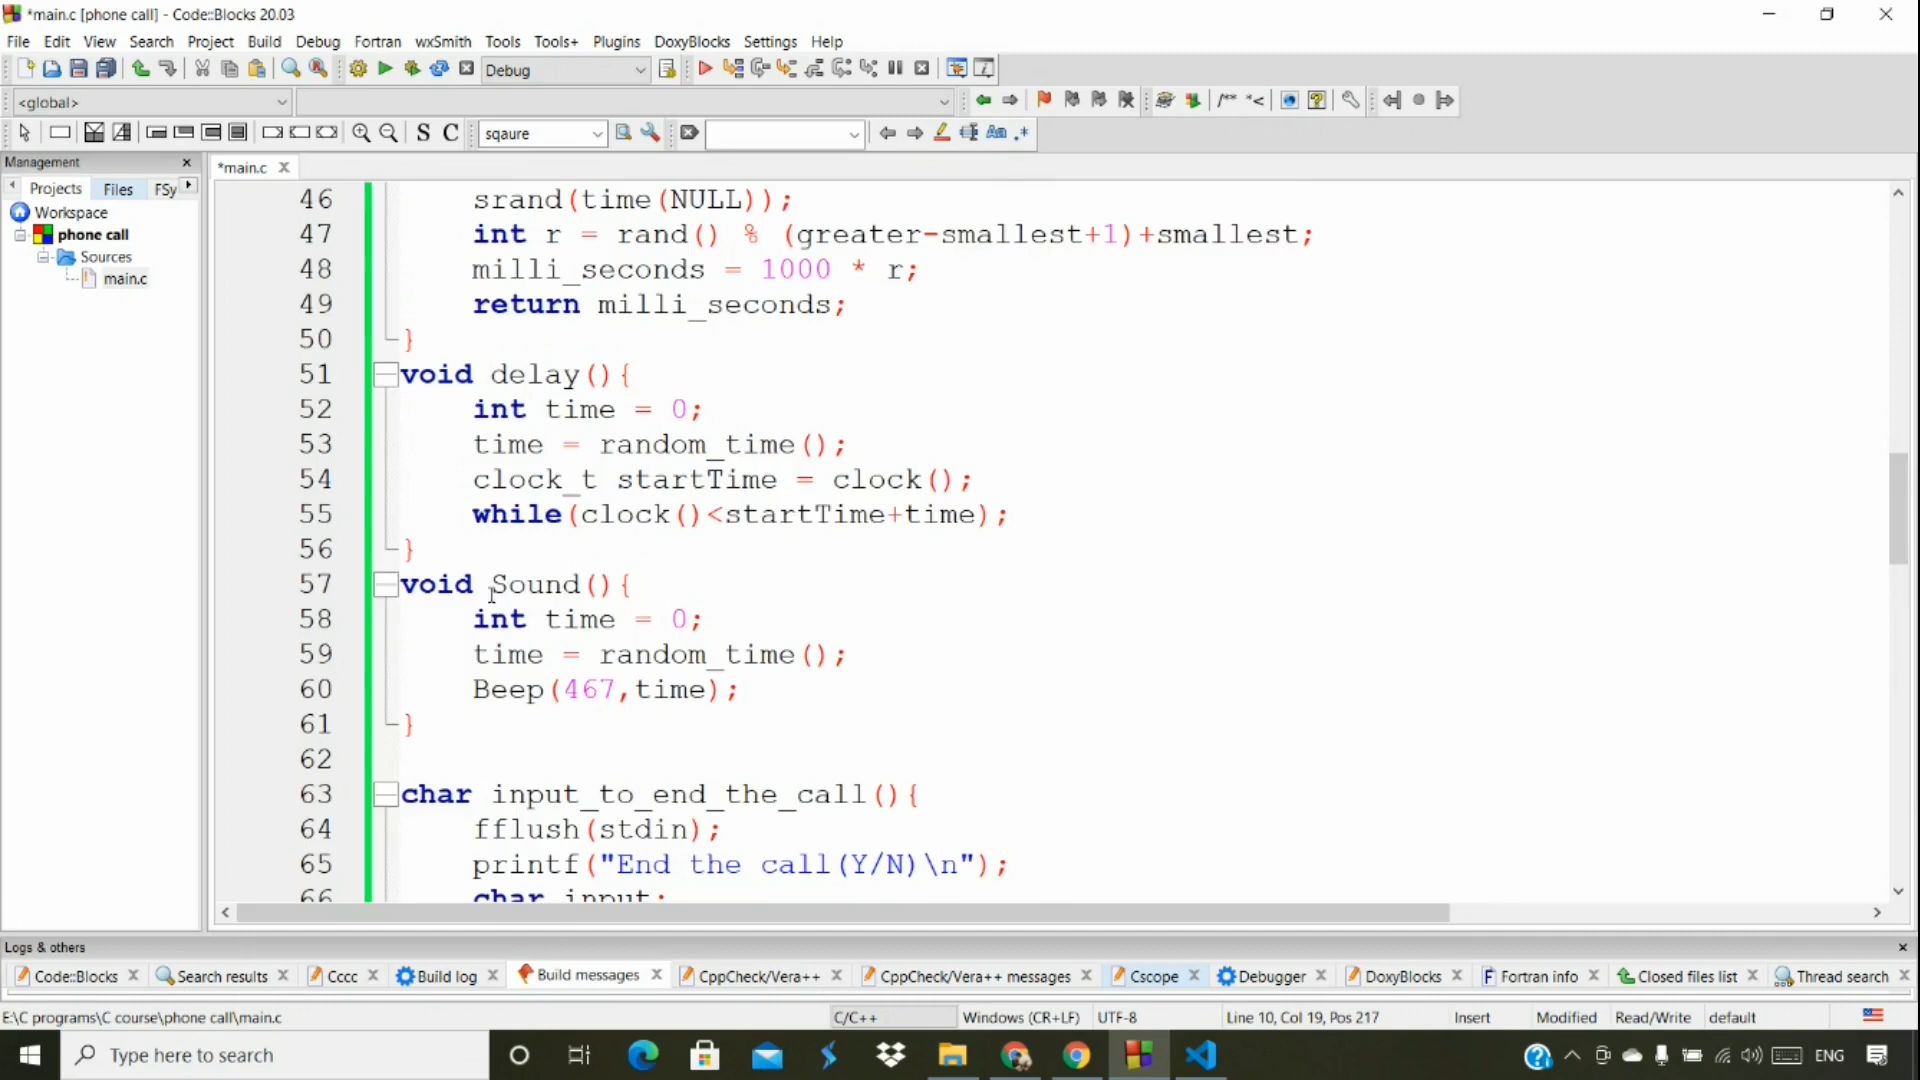 *main.c [phone call] - Code::Blocks 20.03
File Edit View Search Project Build Debug Fortran wxSmith Tools Tools+ Plugins DoxyBlocks Settings Help
Debug
<global>
/** *<
S C sqaure
Aa .*
Management
*main.c
Projects Files FSy
Workspace
phone call
Sources
main.c
46 srand(time(NULL));
47 int r = rand() % (greater-smallest+1)+smallest;
48 milli_seconds = 1000 * r;
49 return milli_seconds;
50 }
51 void delay(){
52 int time = 0;
53 time = random_time();
54 clock_t startTime = clock();
55 while(clock()<startTime+time);
56 }
57 void Sound(){
58 int time = 0;
59 time = random_time();
60 Beep(467,time);
61 }
62
63 char input_to_end_the_call(){
64 fflush(stdin);
65 printf("End the call(Y/N)\n");
66 char input;
Logs & others
Code::Blocks Search results Cccc Build log Build messages CppCheck/Vera++ CppCheck/Vera++ messages Cscope Debugger DoxyBlocks Fortran info Closed files list Thread search
E:\C programs\C course\phone call\main.c C/C++ Windows (CR+LF) UTF-8 Line 10, Col 19, Pos 217 Insert Modified Read/Write default
Type here to search
ENG